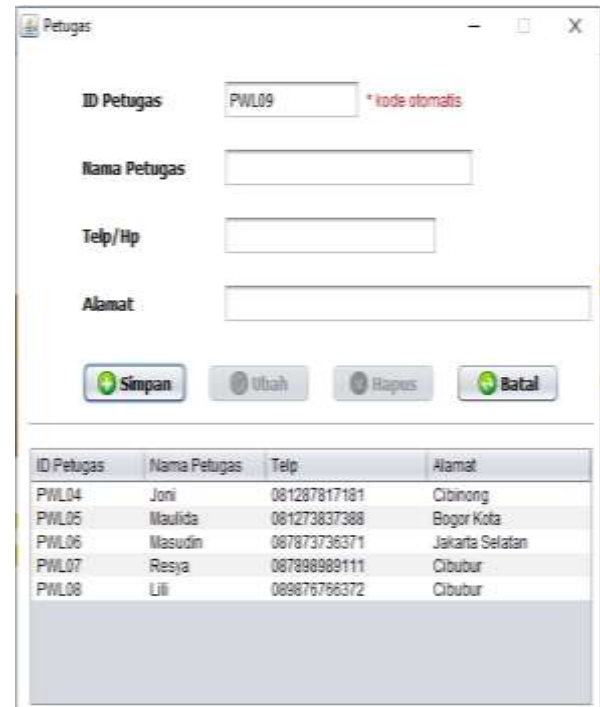 Petugas
ID Petugas PWL09 * kode otomatis
Nama Petugas
Telp/Hp
Alamat
Simpan Ubah Hapus Batal
ID Petugas Nama Petugas Telp Alamat
PWL04 Joni 081287817181 Cibinong
PWL05 Maulida 081273837388 Bogor Kota
PWL06 Masudin 087873736371 Jakarta Selatan
PWL07 Resya 087898989111 Cibubur
PWL08 Lili 089876766372 Cibubur